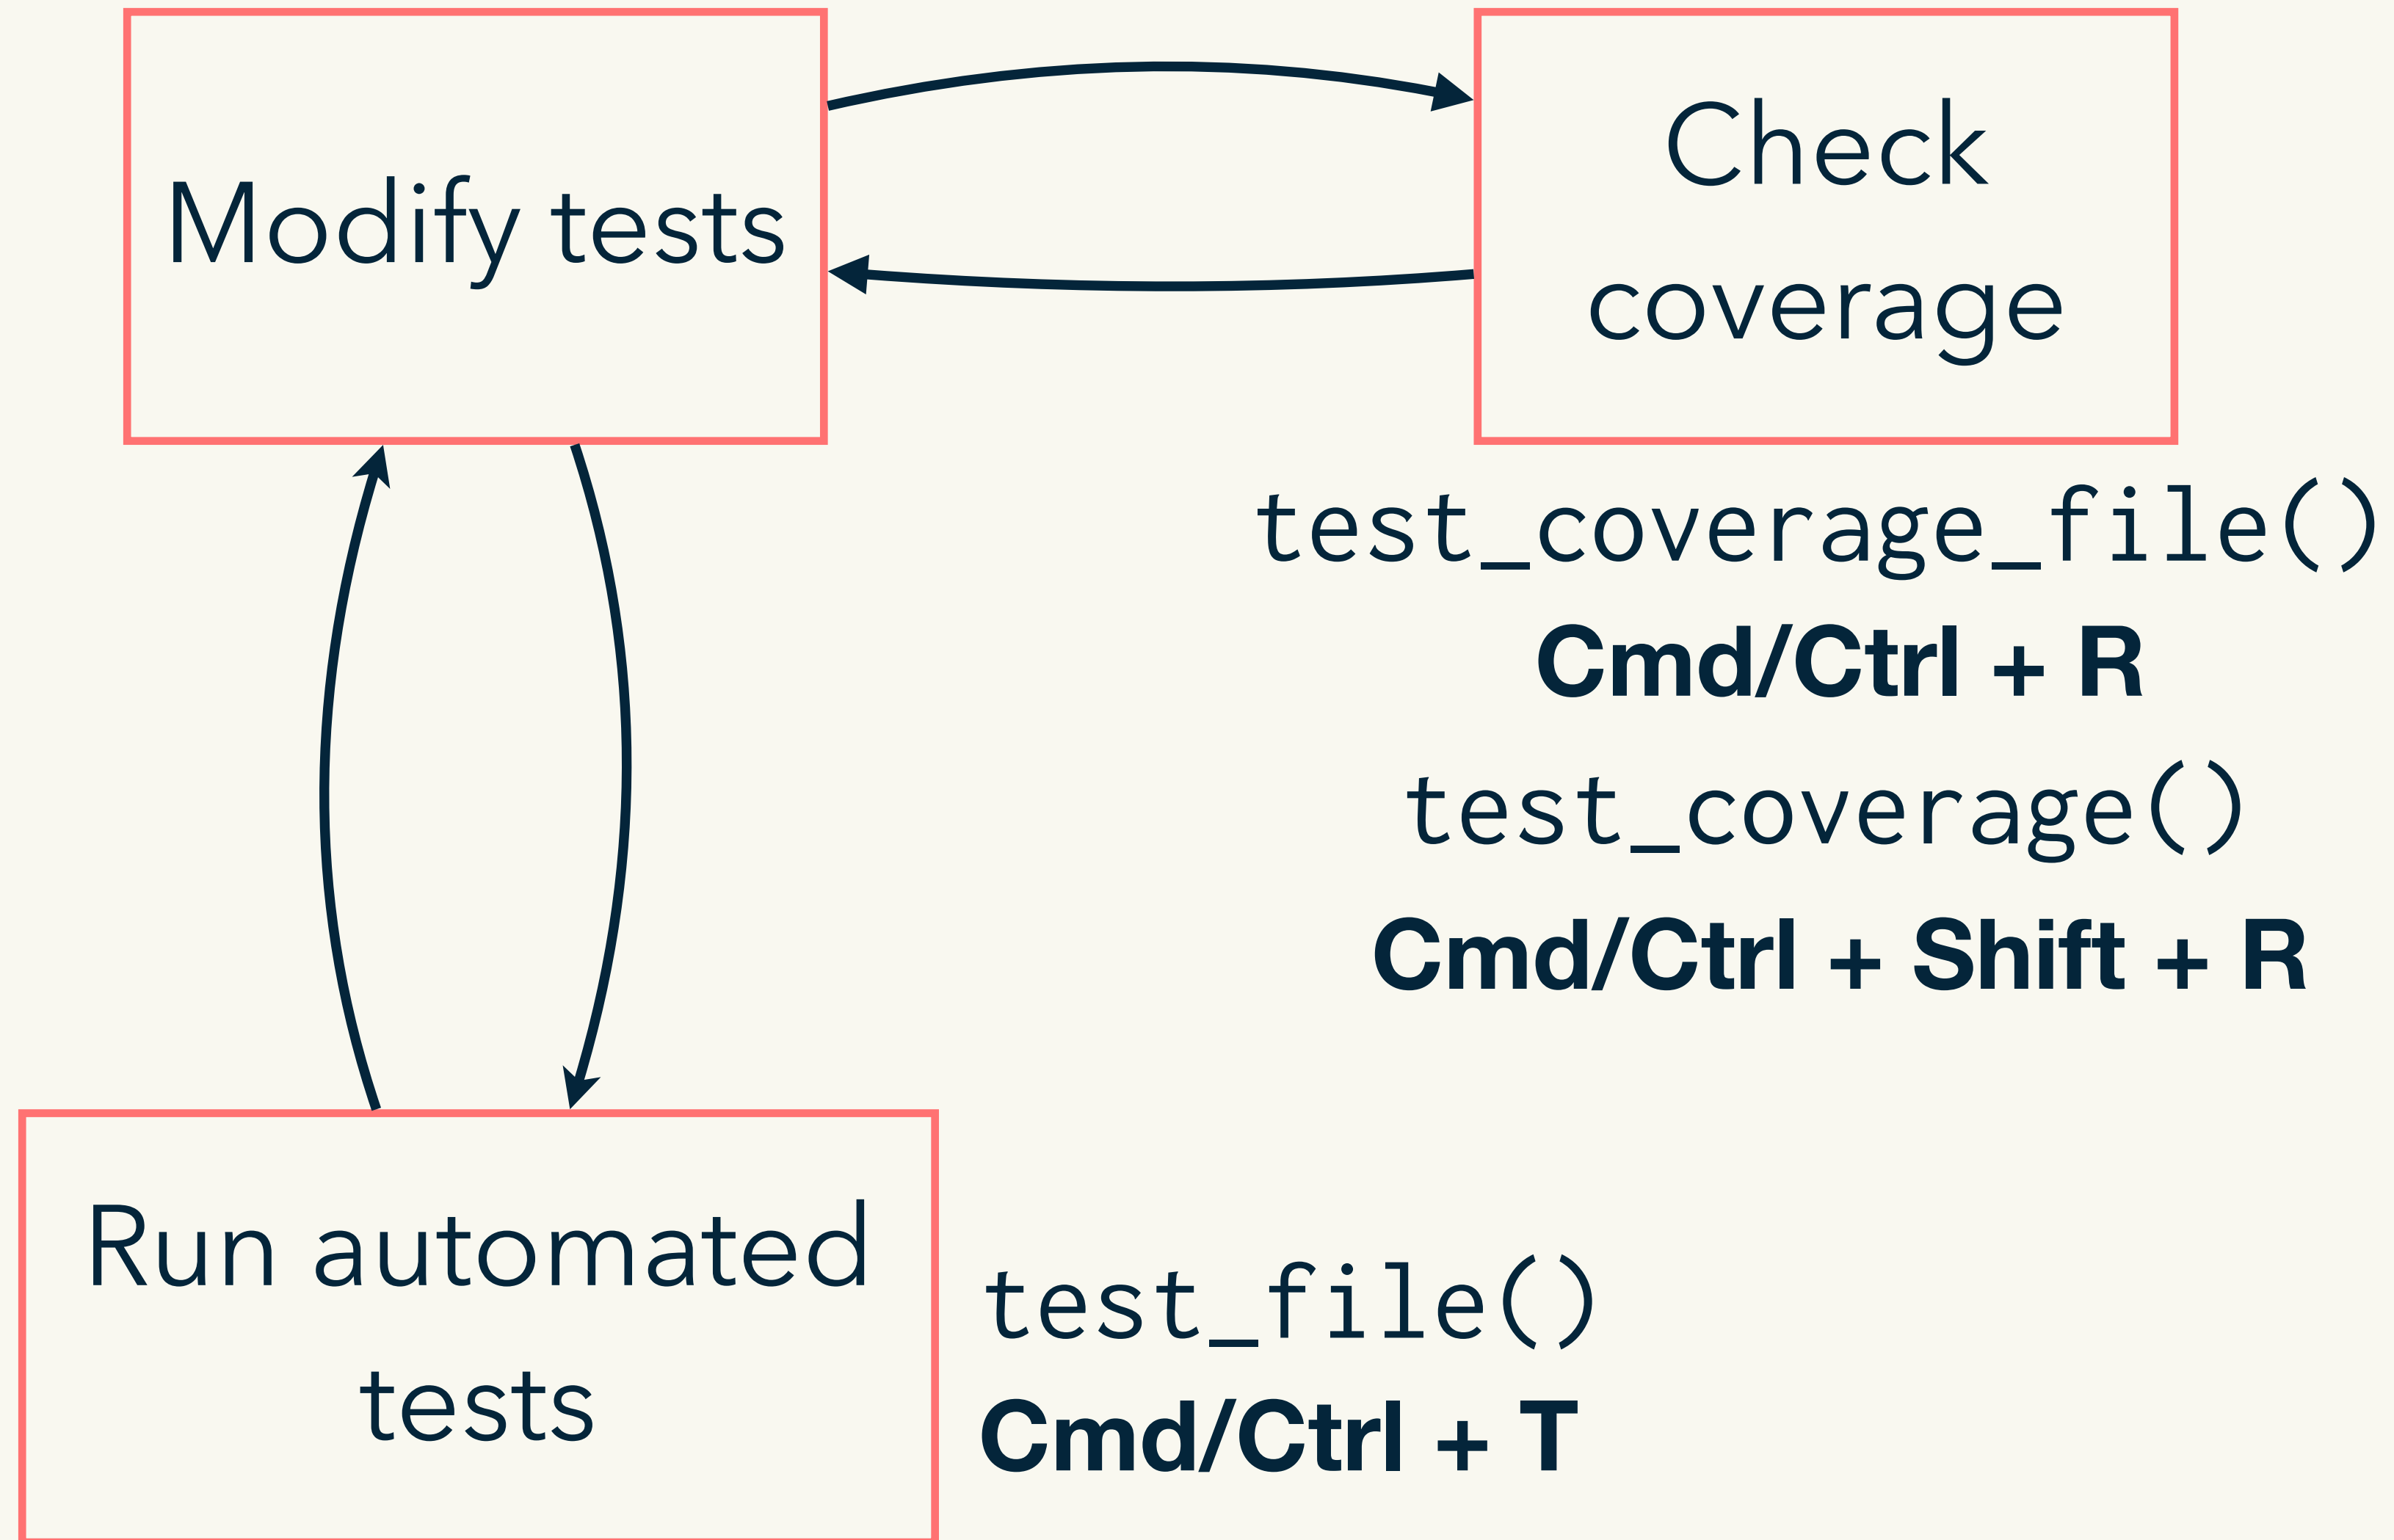 Modify tests
Check
coverage
test_coverage_file()
Cmd/Ctrl + R
test_coverage()
Cmd/Ctrl + Shift + R
Run automated
tests
test_file()
Cmd/Ctrl + T